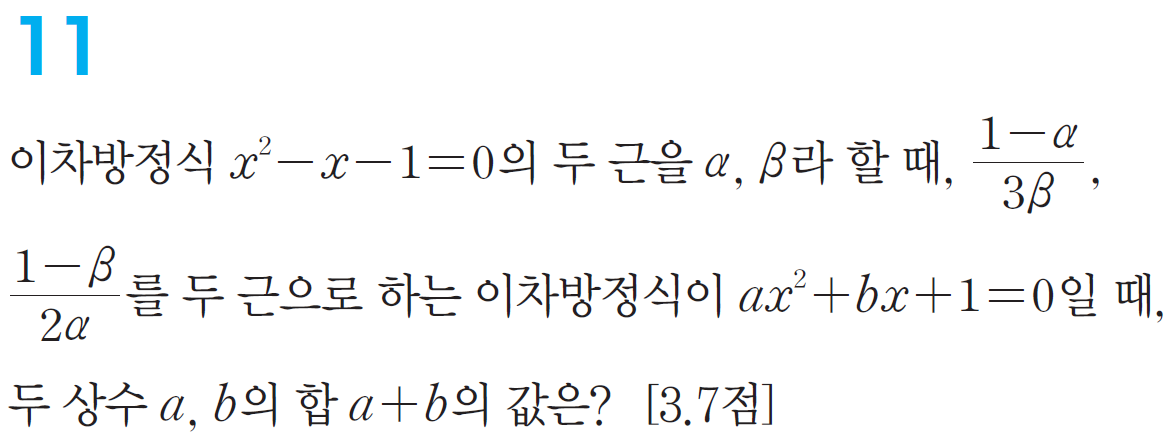 11
이차방정식 x²-x-1=0의 두 근을 α, β라 할 때, (1-α)/(3β),
(1-β)/(2α)를 두 근으로 하는 이차방정식이 ax²+bx+1=0일 때,
두 상수 a, b의 합 a+b의 값은? [3.7점]